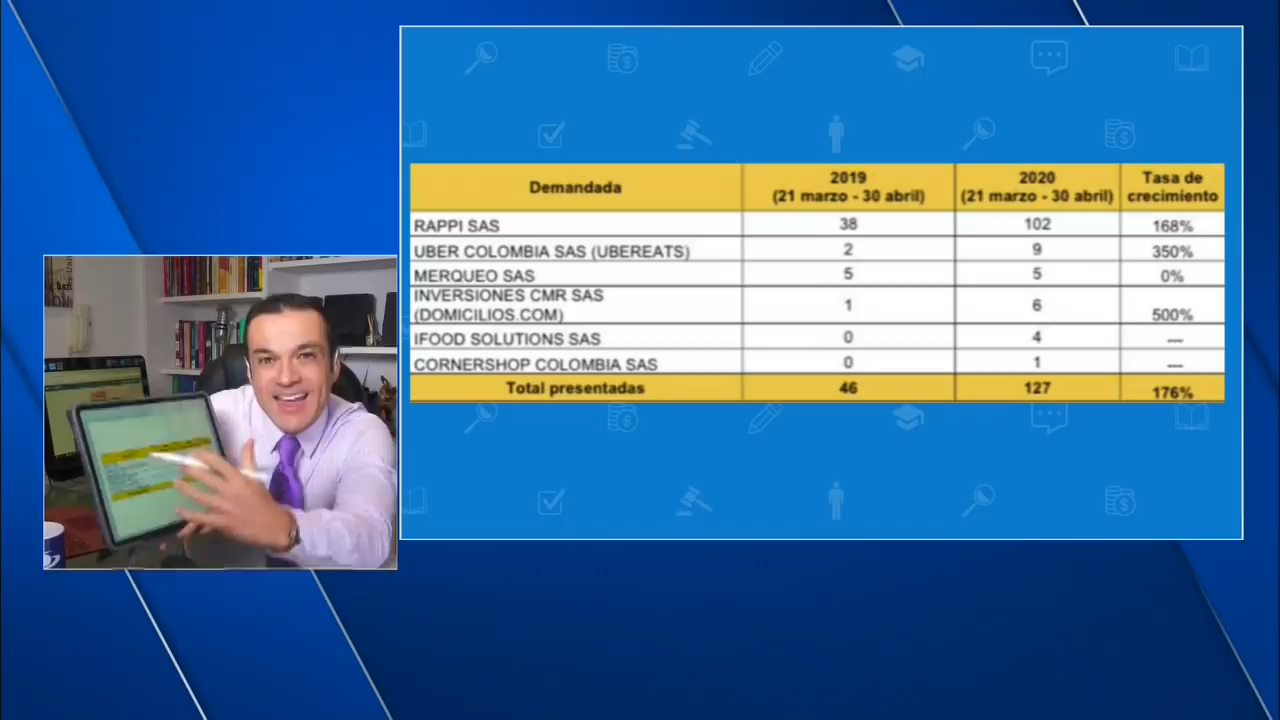 Demandada
2019
(21 marzo - 30 abril)
2020
(21 marzo - 30 abril)
Tasa de
crecimiento
RAPPI SAS 38 102 168%
UBER COLOMBIA SAS (UBEREATS) 2 9 350%
MERQUEO SAS 5 5 0%
INVERSIONES CMR SAS
(DOMICILIOS.COM) 1 6 500%
IFOOD SOLUTIONS SAS 0 4 ---
CORNERSHOP COLOMBIA SAS 0 1 ---
Total presentadas 46 127 176%